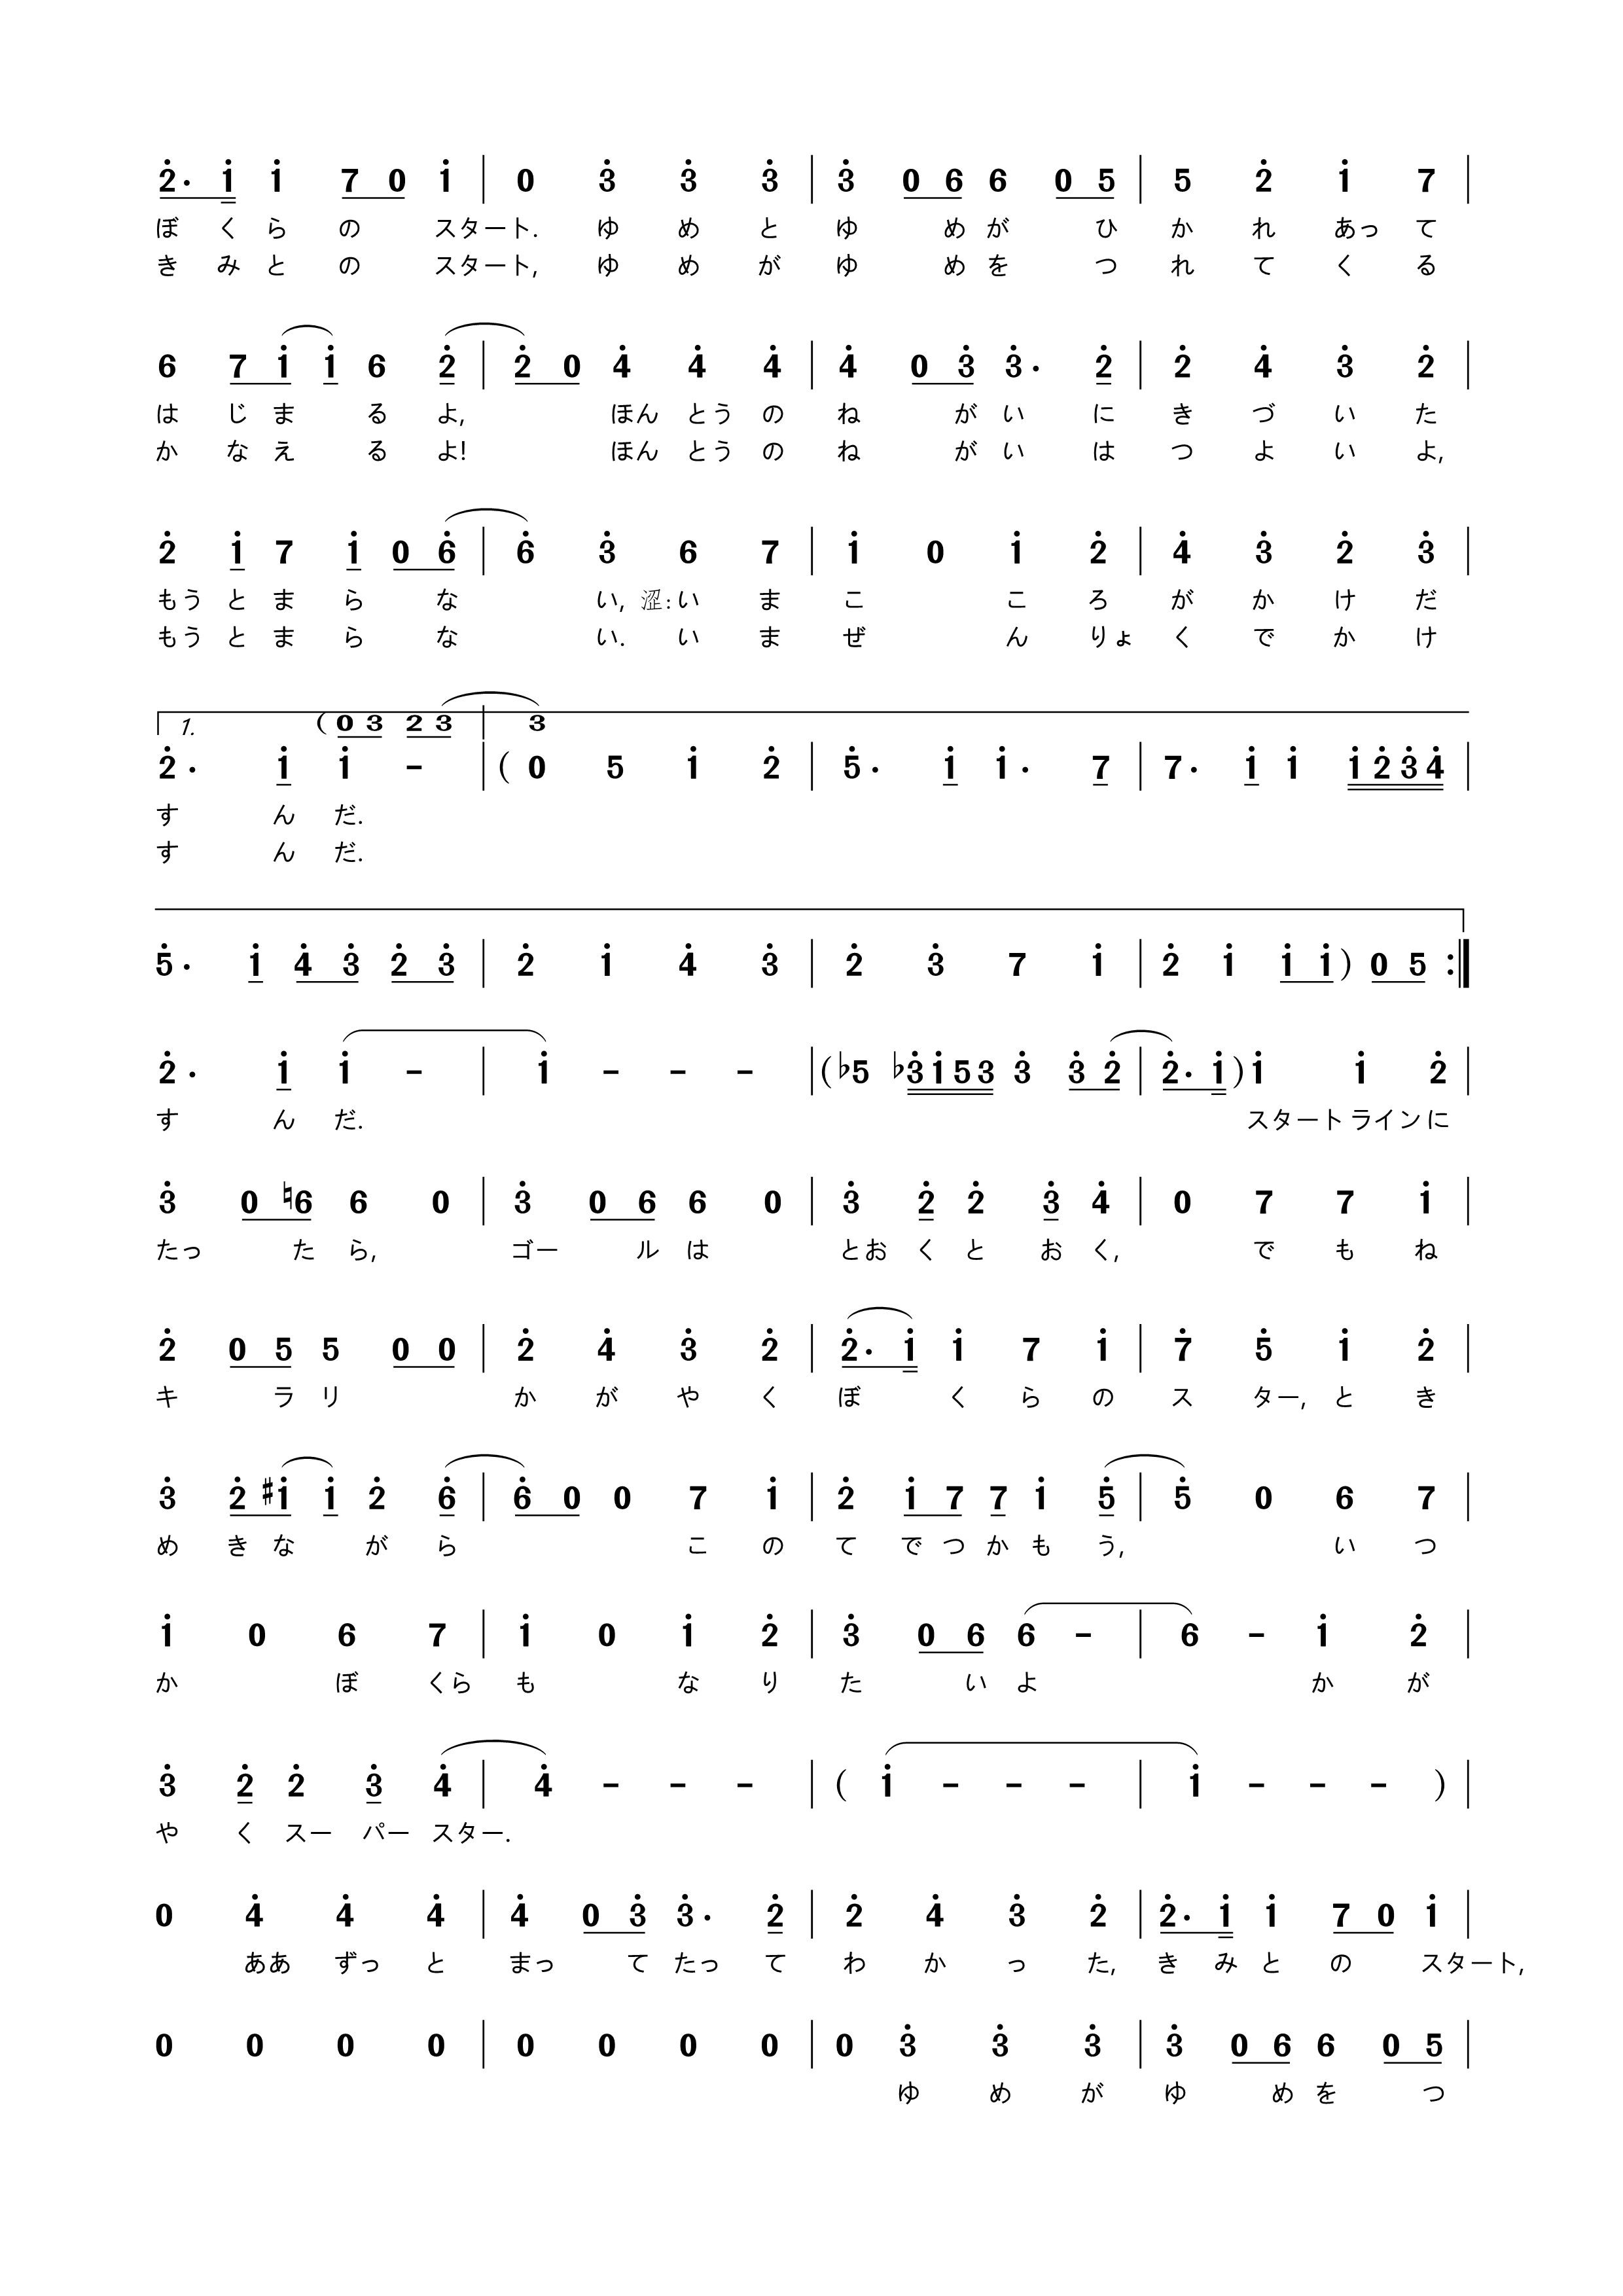 2̇. 1̇ 1̇ 7 0 1̇ | 0 3̇ 3̇ 3̇ | 3̇ 0 6 6 0 5 | 5 2̇ 1̇ 7 |
ぼ く ら の スタート. ゆ め と ゆ め が ひ か れ あっ て
き み と の スタート, ゆ め が ゆ め を つ れ て く る
6 7 1̇ 1̇ 6 2̇ | 2̇ 0 4̇ 4̇ 4̇ | 4̇ 0 3̇ 3̇. 2̇ | 2̇ 4̇ 3̇ 2̇ |
は じ ま る よ, ほん とう の ね が い に き づ い た
か な え る よ! ほん とう の ね が い は つ よ い よ,
2̇ 1̇ 7 1̇ 0 6̇ | 6̇ 3̇ 6 7 | 1̇ 0 1̇ 2̇ | 4̇ 3̇ 2̇ 3̇ |
もう と ま ら な い, 涩: い ま こ こ ろ が か け だ
もう と ま ら な い. い ま ぜ ん りょ く で か け
1. ( 0 3 2 3 | 3
2̇. 1̇ 1̇ - | ( 0 5 1̇ 2̇ | 5̇. 1̇ 1̇. 7 | 7. 1̇ 1̇ 1̇ 2̇ 3̇ 4̇ |
す ん だ.
す ん だ.
5̇. 1̇ 4̇ 3̇ 2̇ 3̇ | 2̇ 1̇ 4̇ 3̇ | 2̇ 3̇ 7 1̇ | 2̇ 1̇ 1̇ 1̇ ) 0 5 :|
2̇. 1̇ 1̇ - | 1̇ - - - | ( ♭5 ♭3̇ 1̇ 5 3 3̇ 3̇ 2̇ | 2̇. 1̇ ) 1̇ 1̇ 2̇ |
す ん だ. スタート ライン に
3̇ 0 ♮6 6 0 | 3̇ 0 6 6 0 | 3̇ 2̇ 2̇ 3̇ 4̇ | 0 7 7 1̇ |
たっ た ら, ゴー ル は とお く と お く, で も ね
2̇ 0 5 5 0 0 | 2̇ 4̇ 3̇ 2̇ | 2̇. 1̇ 1̇ 7 1̇ | 7̇ 5̇ 1̇ 2̇ |
キ ラ リ か が や く ぼ く ら の ス ター, と き
3̇ 2̇ ♯1̇ 1̇ 2̇ 6̇ | 6̇ 0 0 7 1̇ | 2̇ 1̇ 7 7̇ 1̇ 5̇ | 5̇ 0 6 7 |
め き な が ら こ の て で つ か も う, い つ
1̇ 0 6 7 | 1̇ 0 1̇ 2̇ | 3̇ 0 6 6 - | 6 - 1̇ 2̇ |
か ぼ くら も な り た い よ か が
3̇ 2̇ 2̇ 3̇ 4̇ | 4̇ - - - | ( 1̇ - - - | 1̇ - - - ) |
や く スー パー スター.
0 4̇ 4̇ 4̇ | 4̇ 0 3̇ 3̇. 2̇ | 2̇ 4̇ 3̇ 2̇ | 2̇. 1̇ 1̇ 7 0 1̇ |
ああ ずっ と まっ て たっ て わ か っ た, き み と の スタート,
0 0 0 0 | 0 0 0 0 | 0 3̇ 3̇ 3̇ | 3̇ 0 6 6 0 5 |
ゆ め が ゆ め を つ